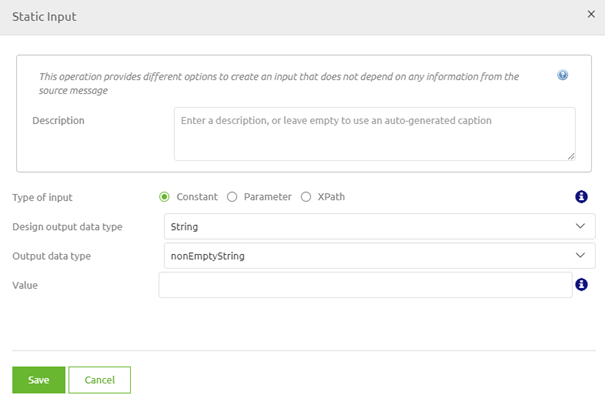 Static Input
×
This operation provides different options to create an input that does not depend on any information from the
source message
Description
Enter a description, or leave empty to use an auto-generated caption
Type of input
Constant
Parameter
XPath
Design output data type
String
Output data type
nonEmptyString
Value
Save
Cancel